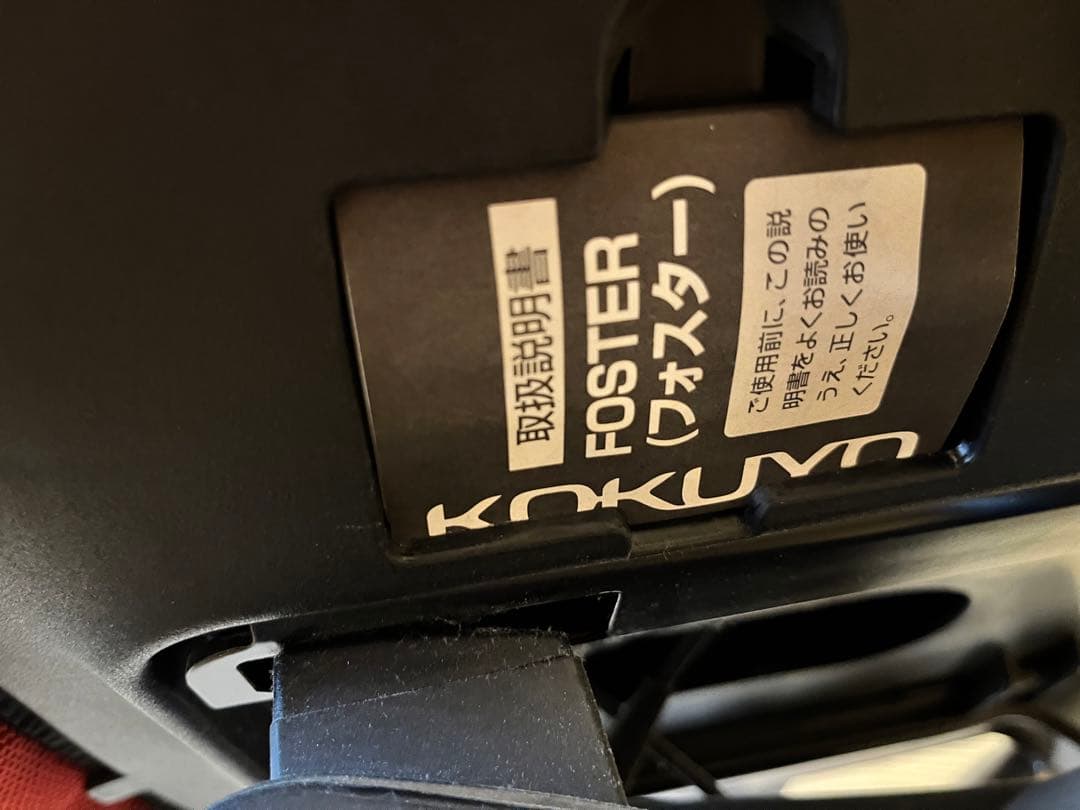 取扱説明書
FOSTER
(フォスター)
ご使用前に、この説
明書をよくお読みの
うえ、正しくお使い
ください。
KOKUYO